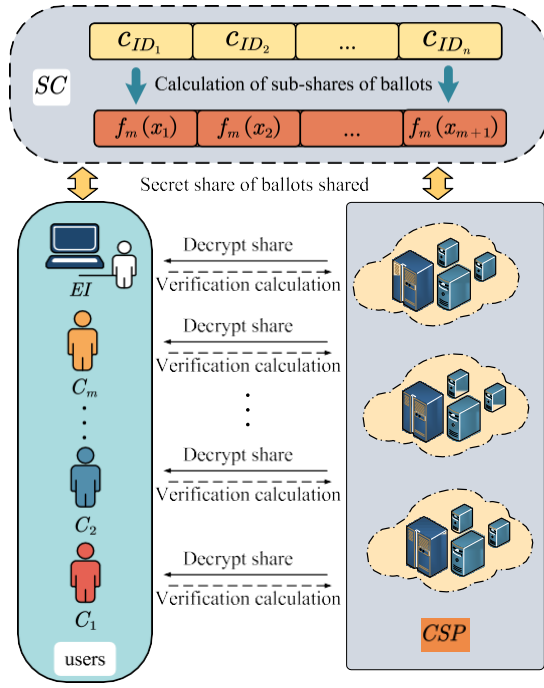 c_{ID_1} c_{ID_2} ... c_{ID_n}
SC
Calculation of sub-shares of ballots
f_m(x_1) f_m(x_2) ... f_m(x_{m+1})
Secret share of ballots shared
EI
Decrypt share
Verification calculation
C_m
Decrypt share
Verification calculation
C_2
Decrypt share
Verification calculation
C_1
Decrypt share
Verification calculation
users
CSP